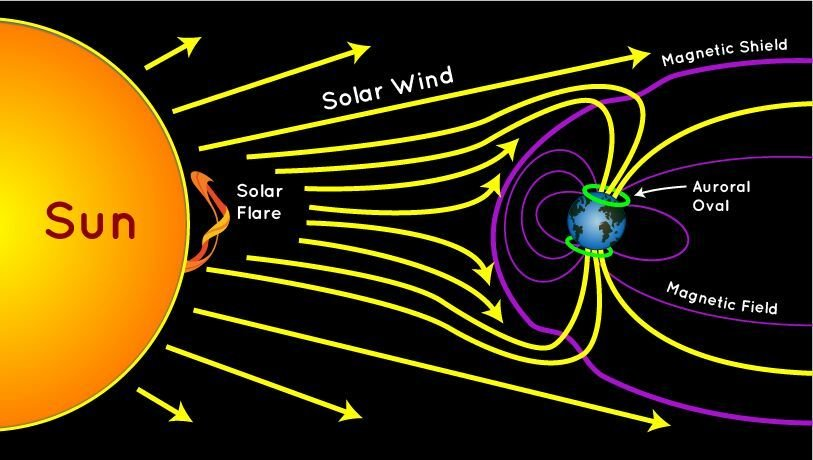 Magnetic Shield
Solar Wind
Sun
Solar
Flare
Auroral
Oval
Magnetic Field